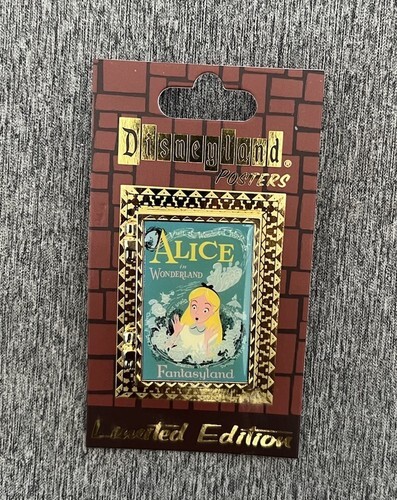 Disneyland®
POSTERS
ALICE
IN
WONDERLAND
Fantasyland
Limited Edition